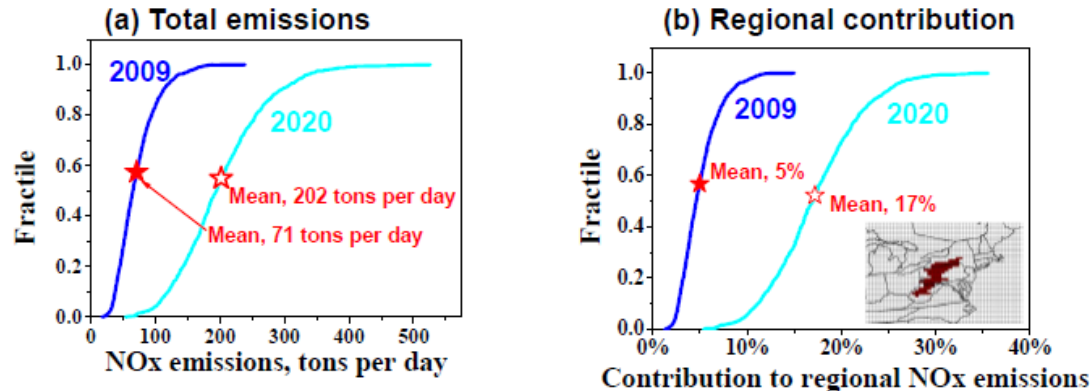 (a) Total emissions
1.0
0.8
0.6
0.4
0.2
0.0
Fractile
2009
2020
Mean, 202 tons per day
Mean, 71 tons per day
0
100
200
300
400
500
NOx emissions, tons per day
(b) Regional contribution
1.0
0.8
0.6
0.4
0.2
0.0
Fractile
2009
2020
Mean, 5%
Mean, 17%
0%
10%
20%
30%
40%
Contribution to regional NOx emissions